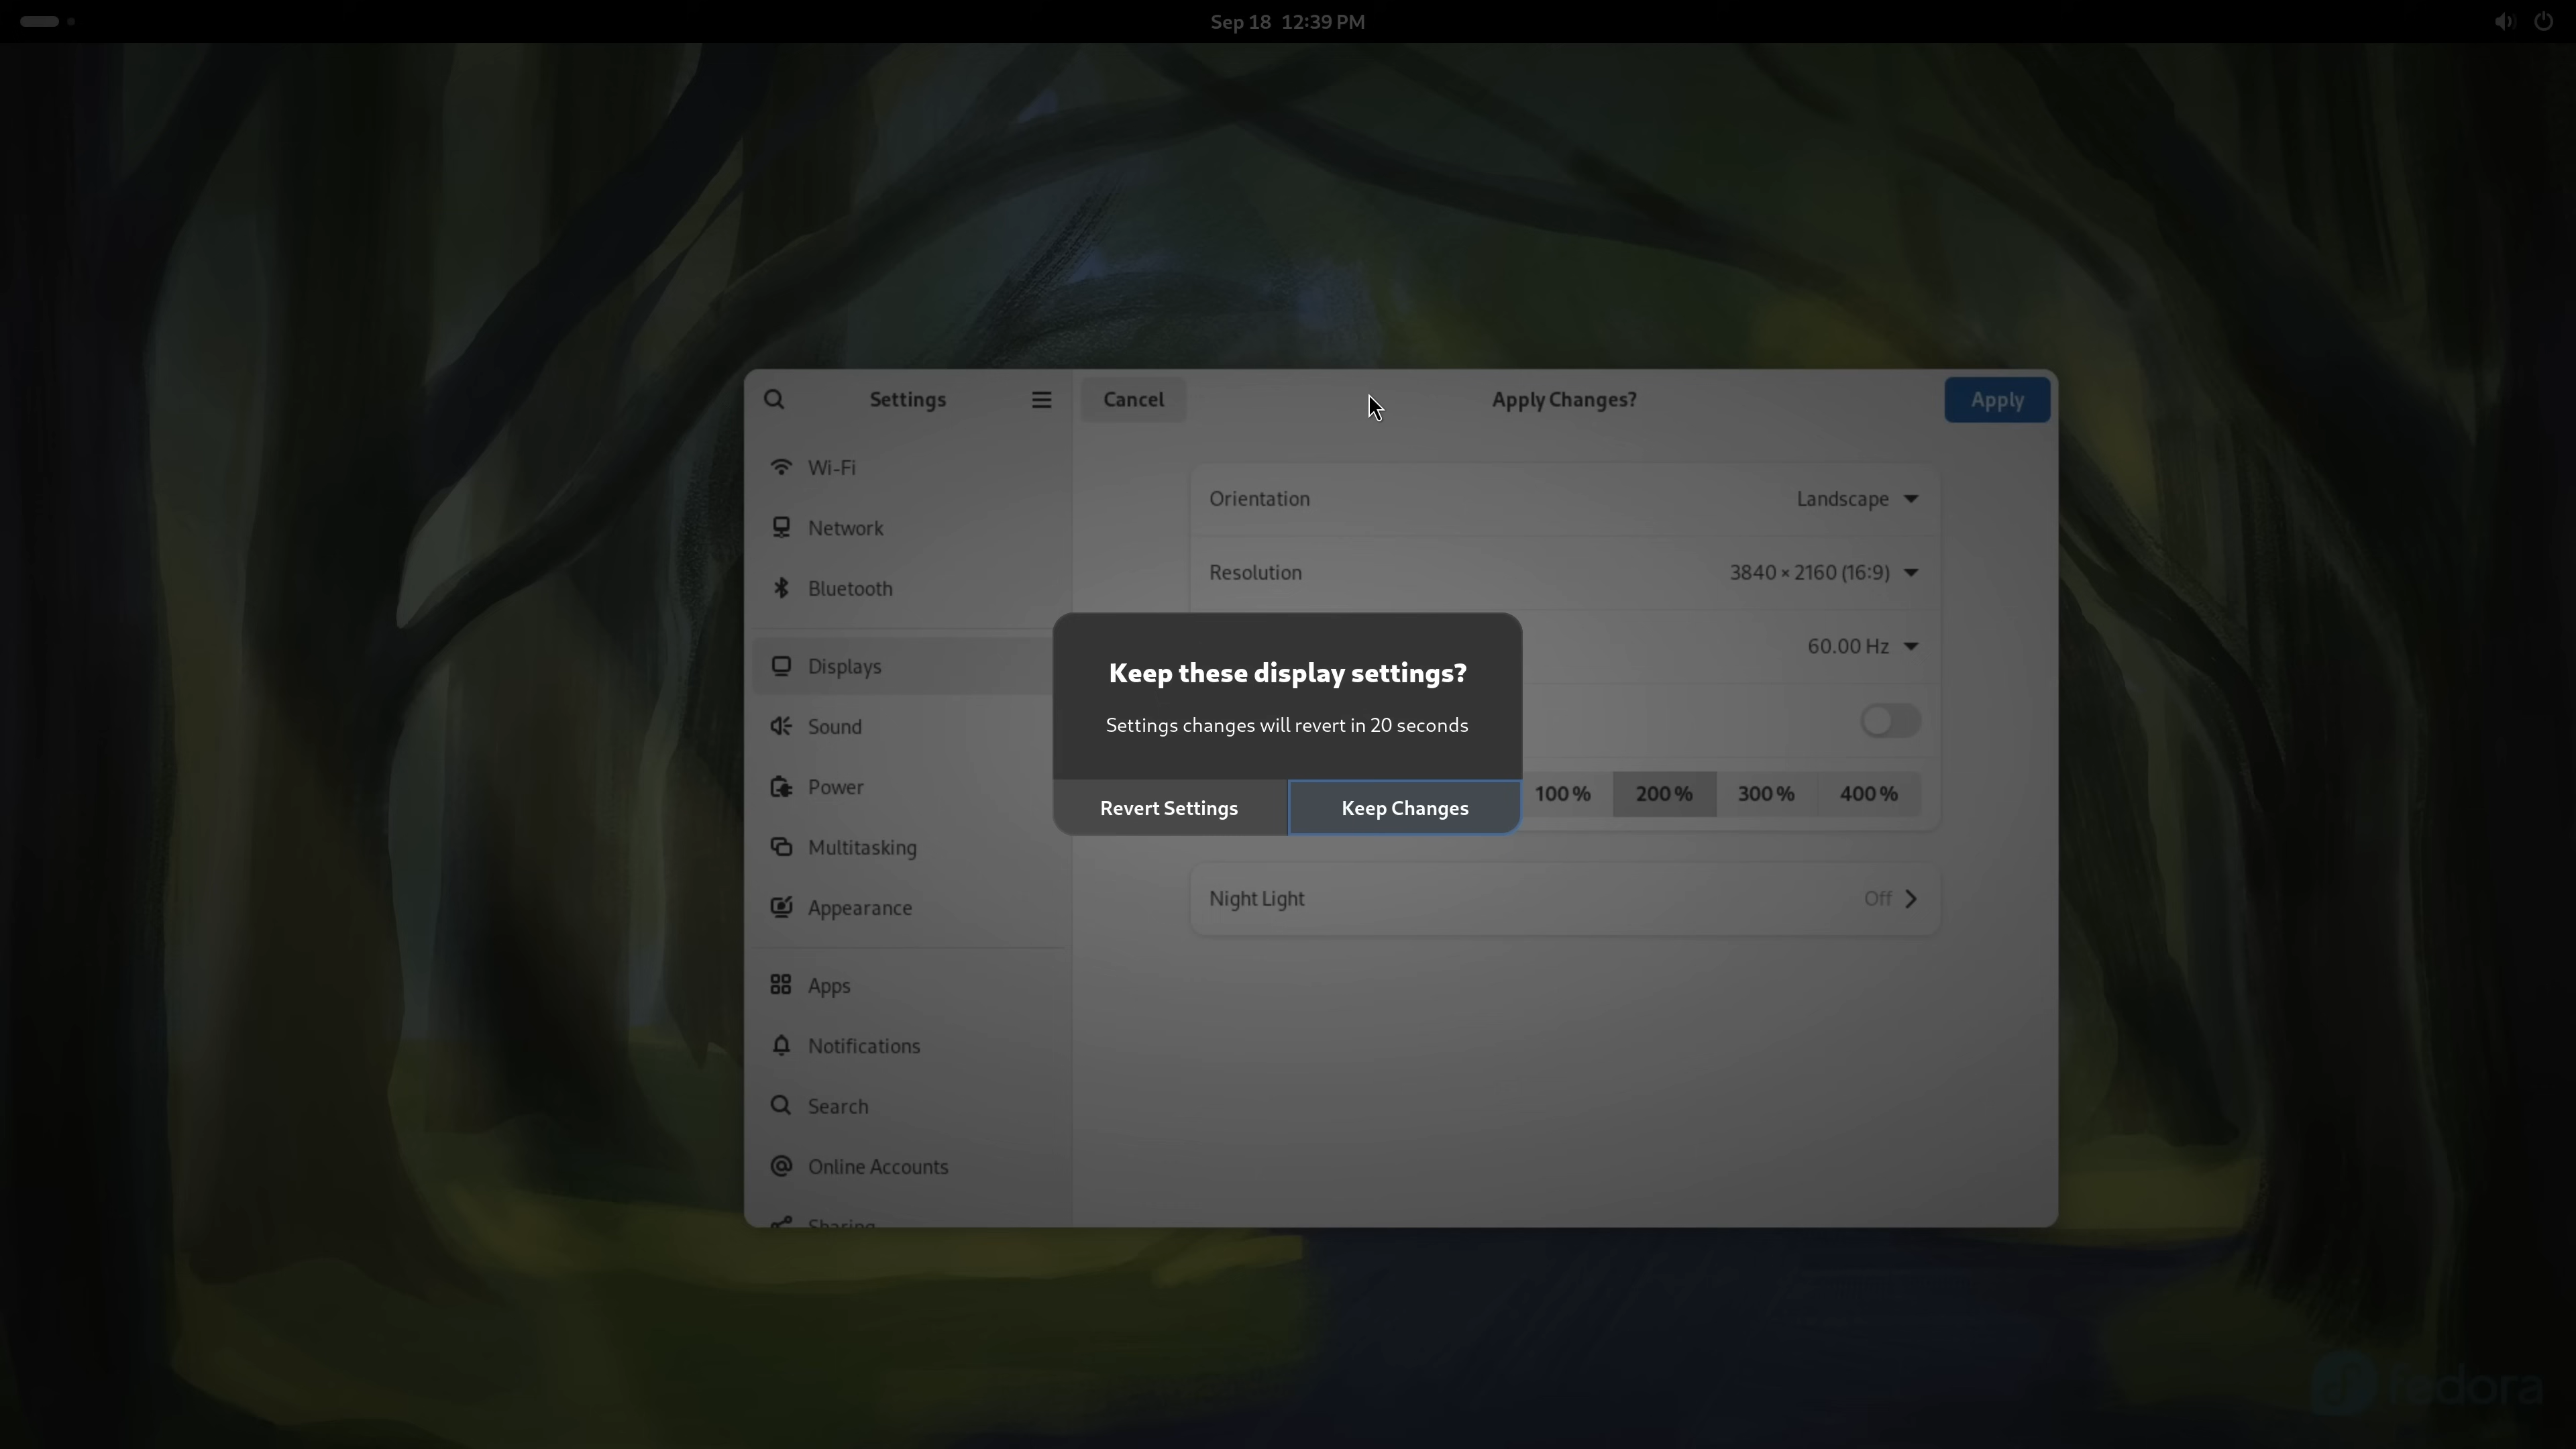 Sep 18 12:39 PM
Settings
Cancel
Apply Changes?
Apply
Wi-Fi
Network
Bluetooth
Displays
Sound
Power
Multitasking
Appearance
Apps
Notifications
Search
Online Accounts
Sharing
Orientation
Landscape
Resolution
3840 × 2160 (16:9)
60.00 Hz
Keep these display settings?
Settings changes will revert in 20 seconds
Revert Settings
Keep Changes
100 %
200 %
300 %
400 %
Night Light
Off
fedora